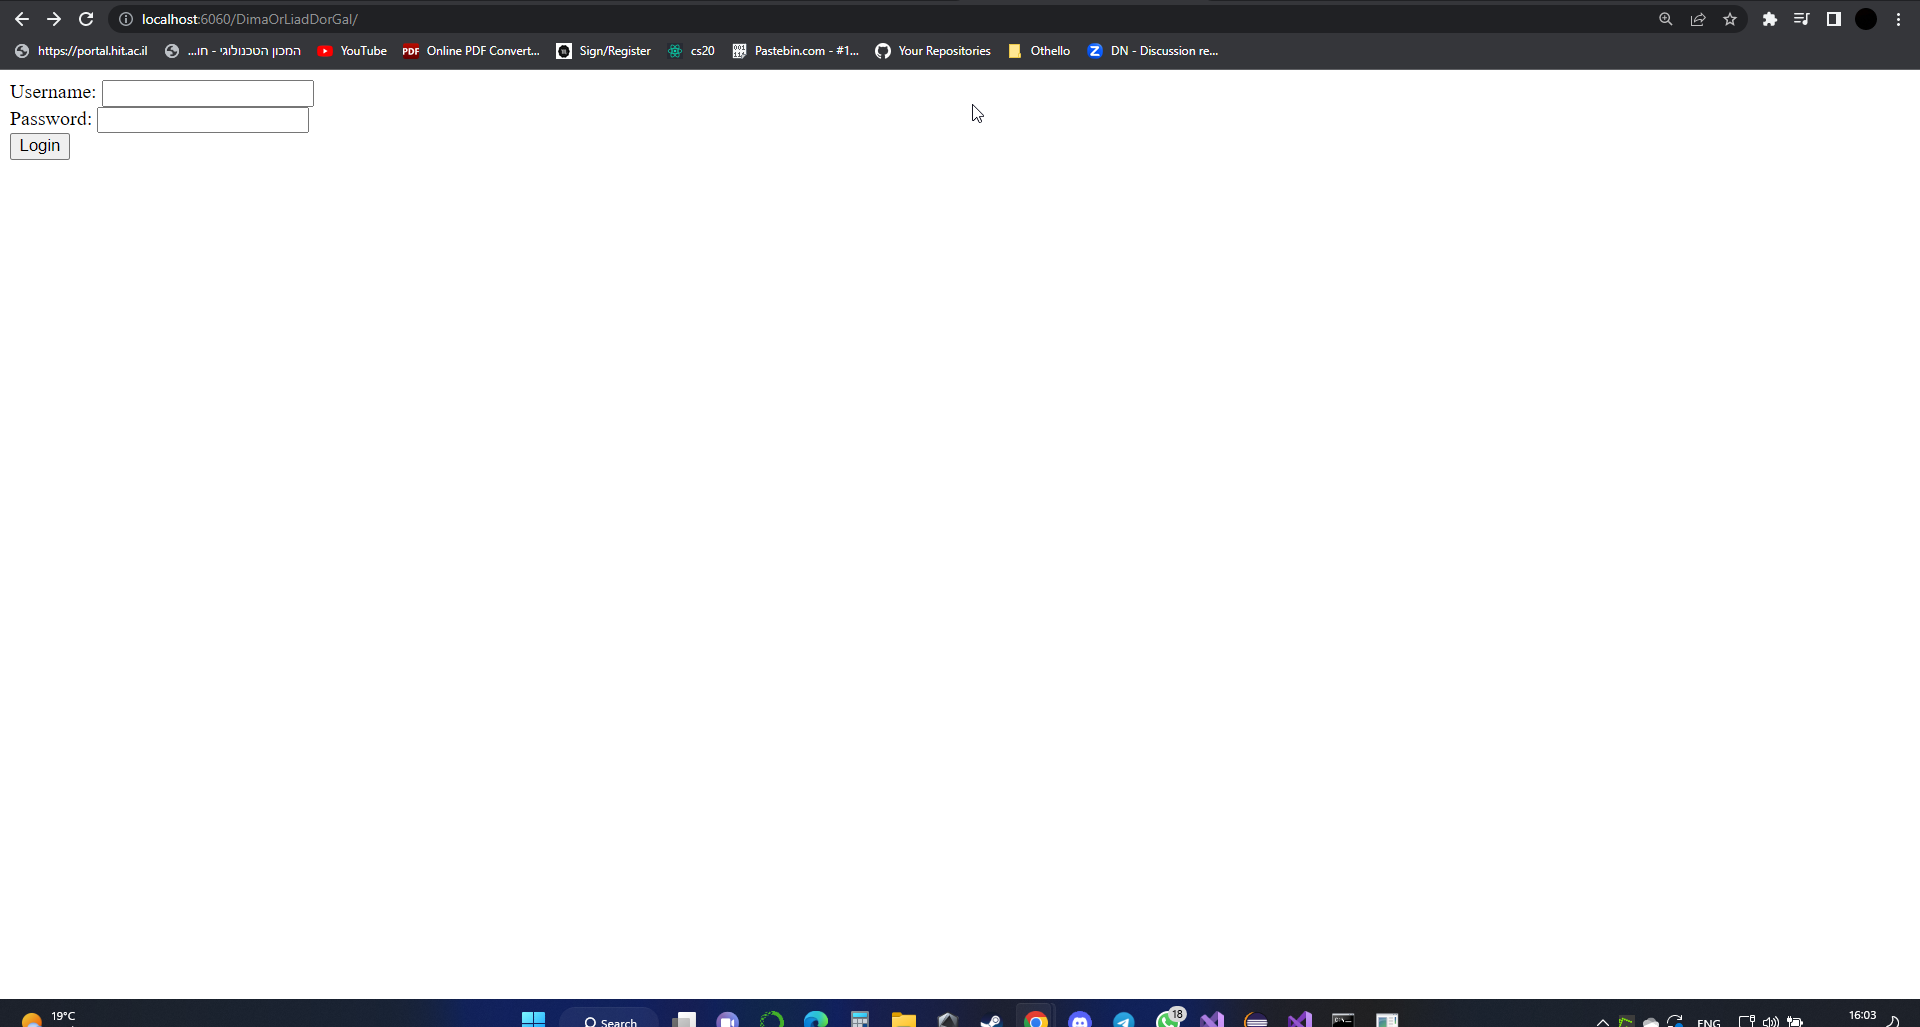 localhost:6060/DimaOrLiadDorGal/
https://portal.hit.ac.il המכון הטכנולוגי - חו... YouTube PDF Online PDF Convert... Sign/Register cs20 Pastebin.com - #1... Your Repositories Othello Z DN - Discussion re...
Username:
Password:
Login
19°C Search 18 ENG 16:03